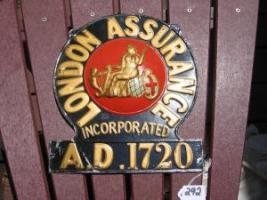 LONDON ASSURANCE
INCORPORATED
A.D.1720
292